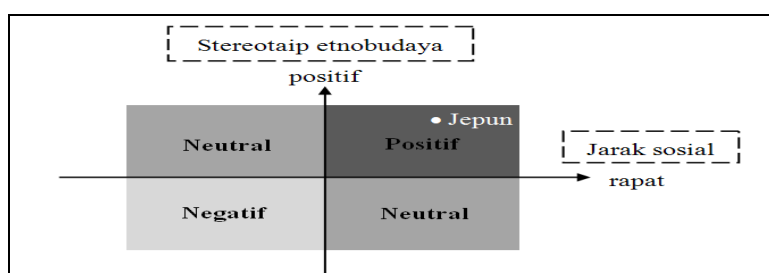 Stereotaip etnobudaya
positif
Jepun
Neutral
Positif
Jarak sosial
rapat
Negatif
Neutral